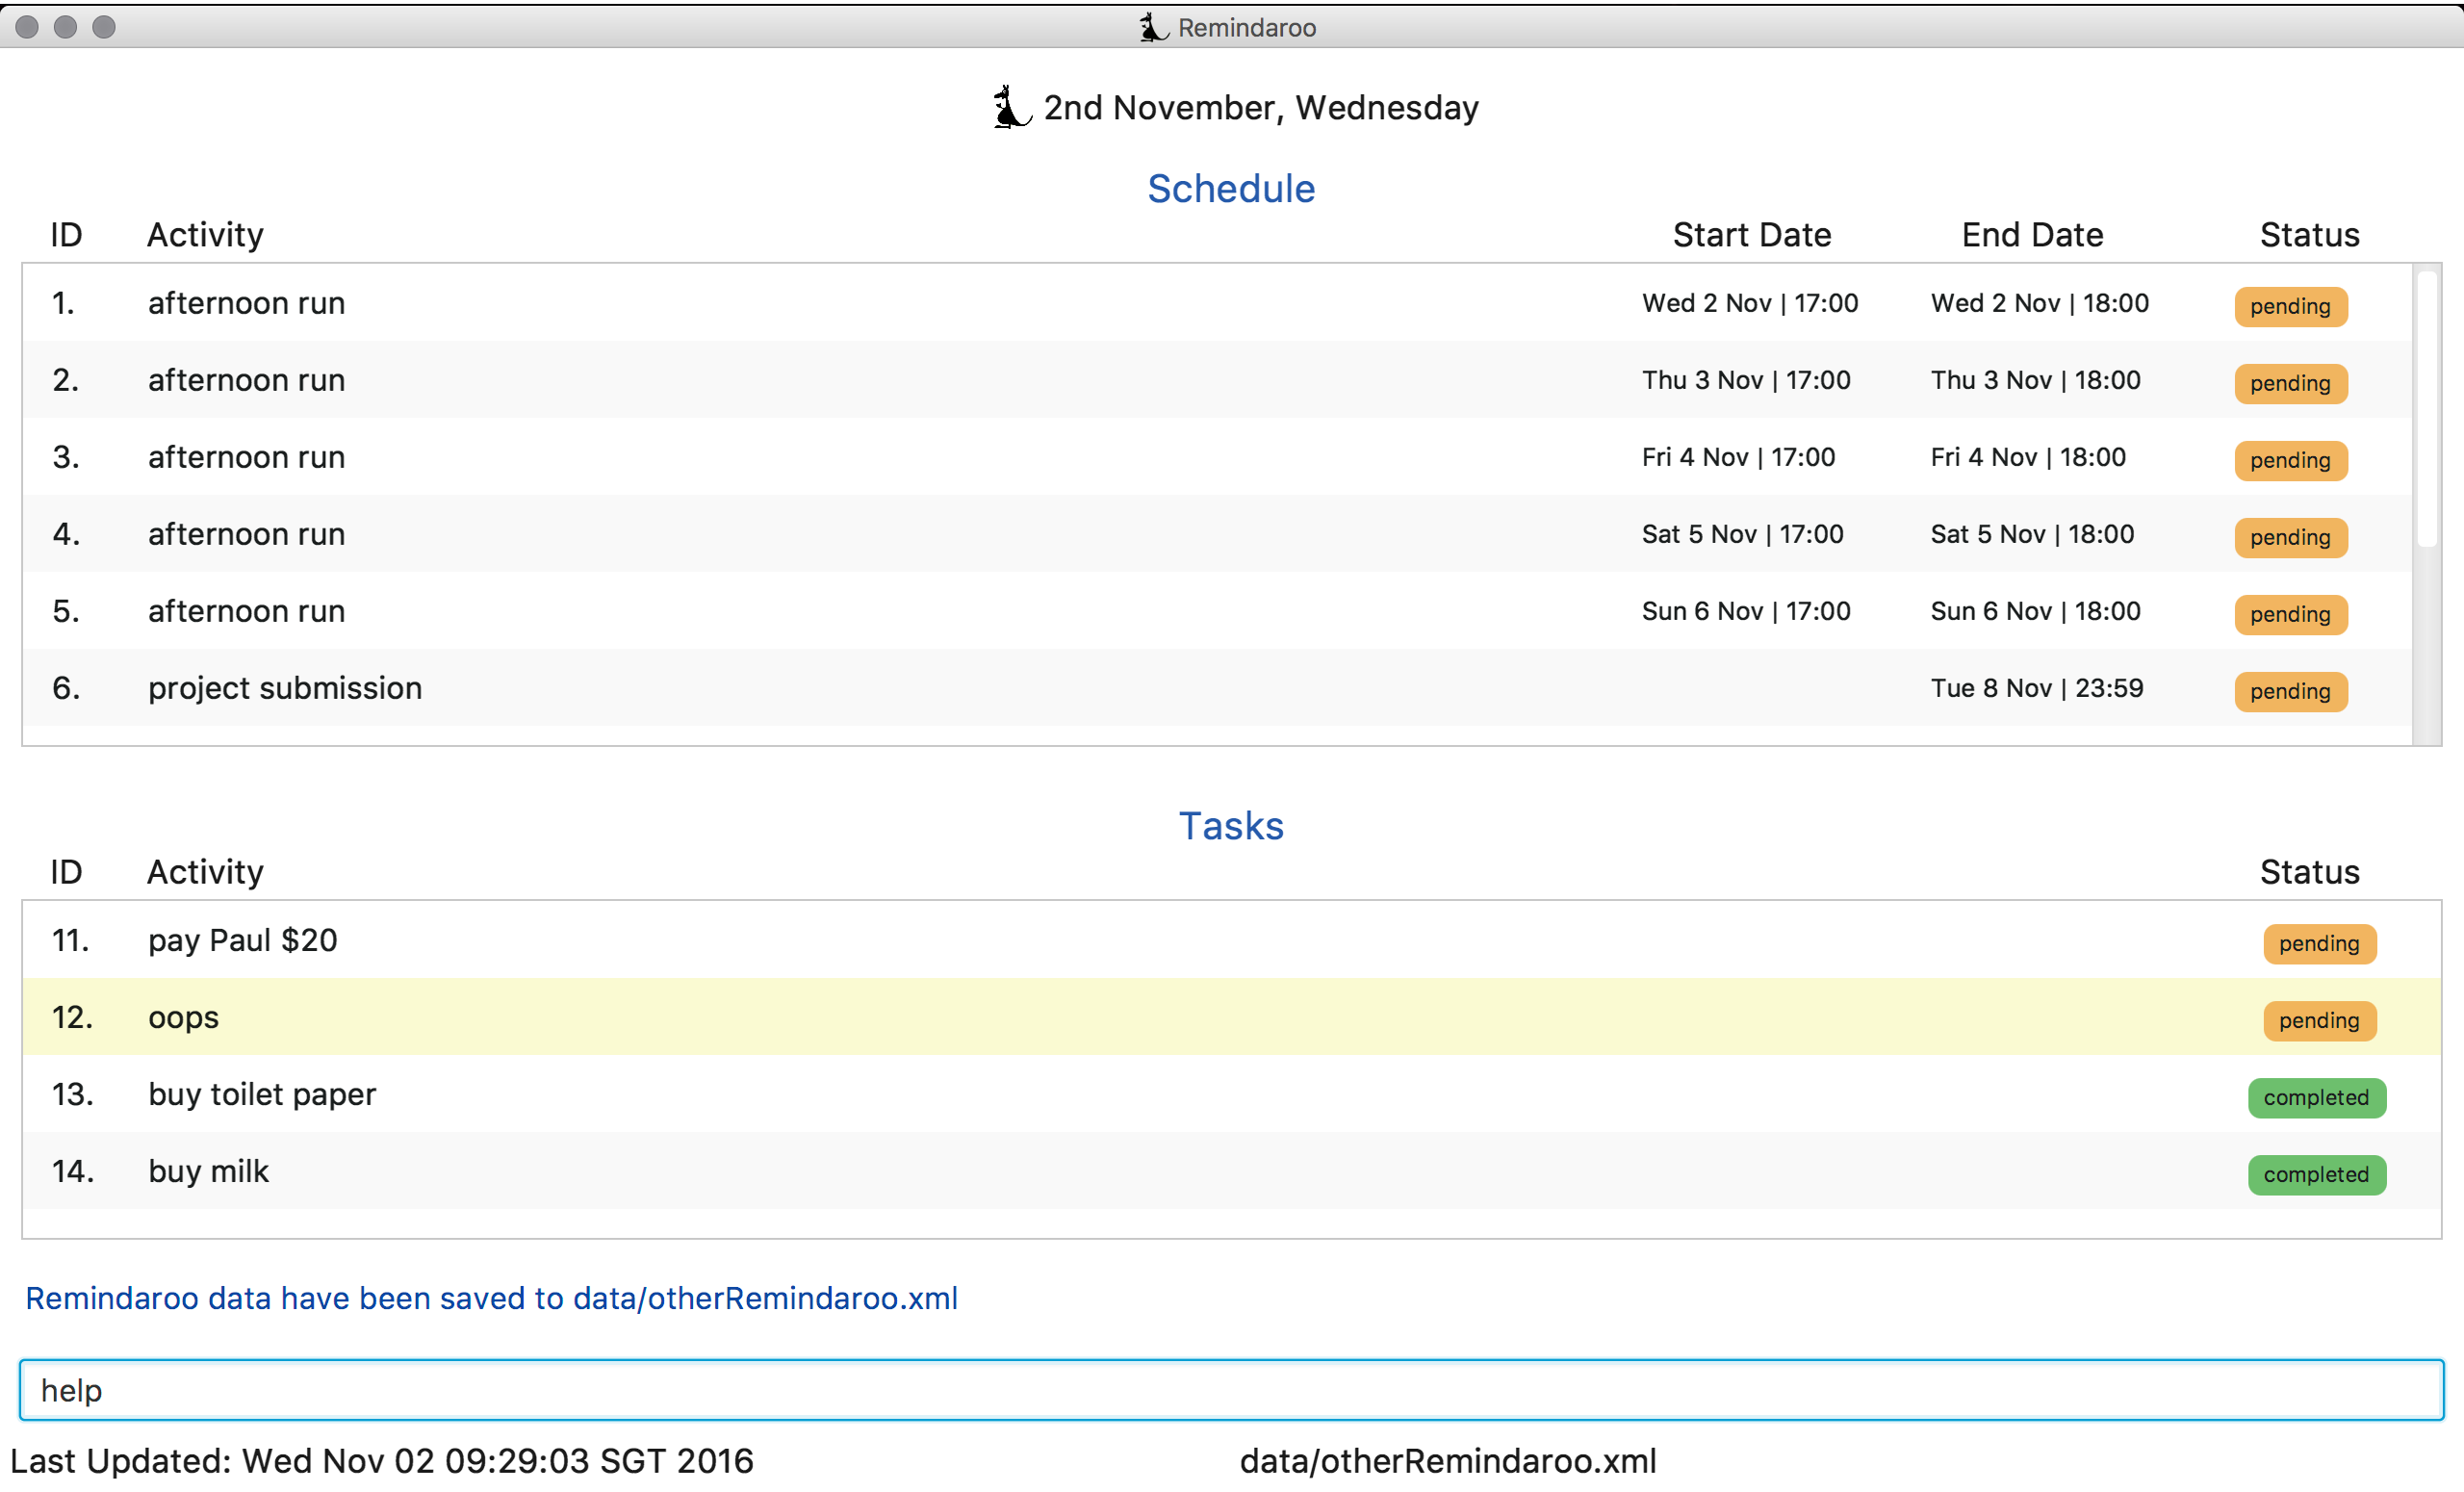 Remindaroo
2nd November, Wednesday
Schedule
ID Activity Start Date End Date Status
1. afternoon run Wed 2 Nov | 17:00 Wed 2 Nov | 18:00 pending
2. afternoon run Thu 3 Nov | 17:00 Thu 3 Nov | 18:00 pending
3. afternoon run Fri 4 Nov | 17:00 Fri 4 Nov | 18:00 pending
4. afternoon run Sat 5 Nov | 17:00 Sat 5 Nov | 18:00 pending
5. afternoon run Sun 6 Nov | 17:00 Sun 6 Nov | 18:00 pending
6. project submission Tue 8 Nov | 23:59 pending
Tasks
ID Activity Status
11. pay Paul $20 pending
12. oops pending
13. buy toilet paper completed
14. buy milk completed
Remindaroo data have been saved to data/otherRemindaroo.xml
help
Last Updated: Wed Nov 02 09:29:03 SGT 2016 data/otherRemindaroo.xml